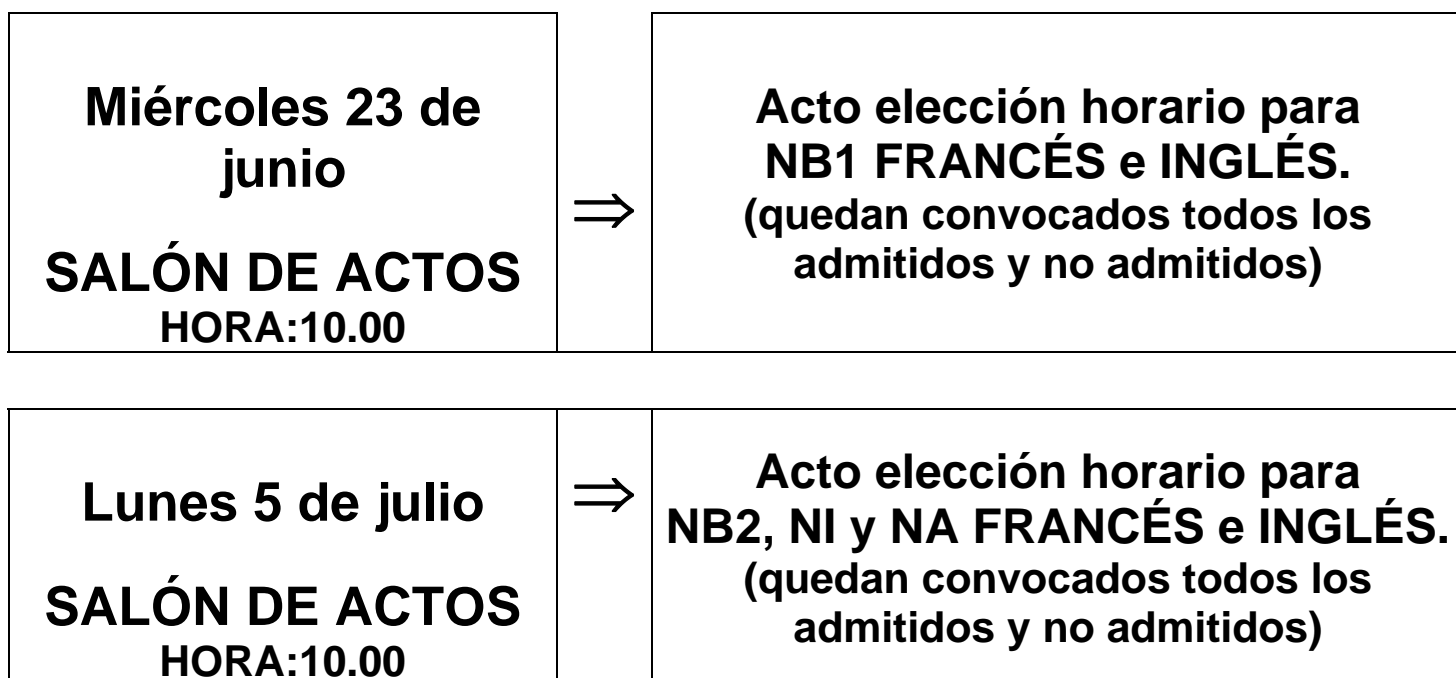 Miércoles 23 de
junio
SALÓN DE ACTOS
HORA:10.00
⇒
Acto elección horario para
NB1 FRANCÉS e INGLÉS.
(quedan convocados todos los
admitidos y no admitidos)
Lunes 5 de julio
SALÓN DE ACTOS
HORA:10.00
⇒
Acto elección horario para
NB2, NI y NA FRANCÉS e INGLÉS.
(quedan convocados todos los
admitidos y no admitidos)